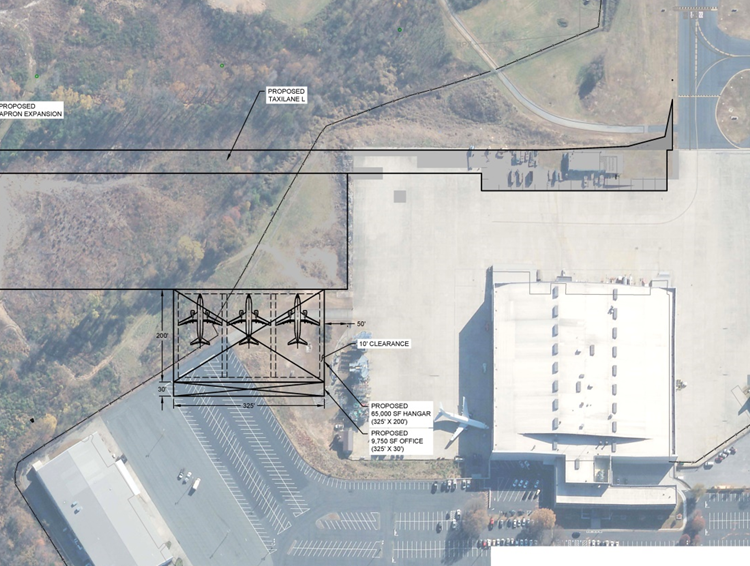 PROPOSED
TAXILANE L
PROPOSED
APRON EXPANSION
200'
50'
10' CLEARANCE
30'
325'
PROPOSED
65,000 SF HANGAR
(325' X 200')
PROPOSED
9,750 SF OFFICE
(325' X 30')